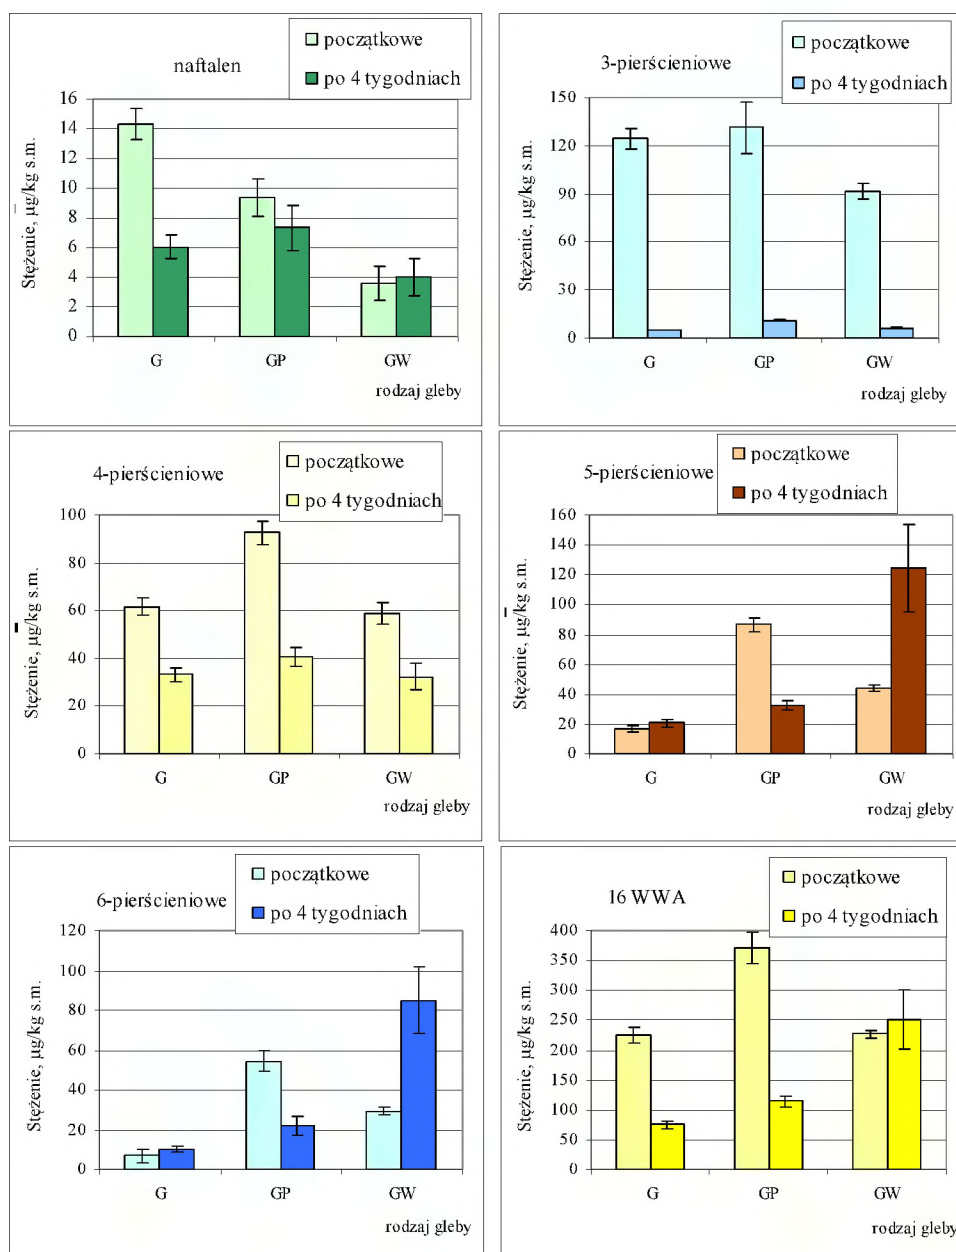 naftalen
początkowe
po 4 tygodniach
Stężenie, µg/kg s.m.
16
14
12
10
8
6
4
2
0
G GP GW
rodzaj gleby
3-pierścieniowe
początkowe
po 4 tygodniach
Stężenie, µg/kg s.m.
150
120
90
60
30
0
G GP GW
rodzaj gleby
4-pierścieniowe
początkowe
po 4 tygodniach
Stężenie, µg/kg s.m.
100
80
60
40
20
0
G GP GW
rodzaj gleby
5-pierścieniowe
początkowe
po 4 tygodniach
Stężenie, µg/kg s.m.
160
140
120
100
80
60
40
20
0
G GP GW
rodzaj gleby
6-pierścieniowe
początkowe
po 4 tygodniach
Stężenie, µg/kg s.m.
120
100
80
60
40
20
0
G GP GW
rodzaj gleby
16 WWA
początkowe
po 4 tygodniach
Stężenie, µg/kg s.m.
400
350
300
250
200
150
100
50
0
G GP GW
rodzaj gleby